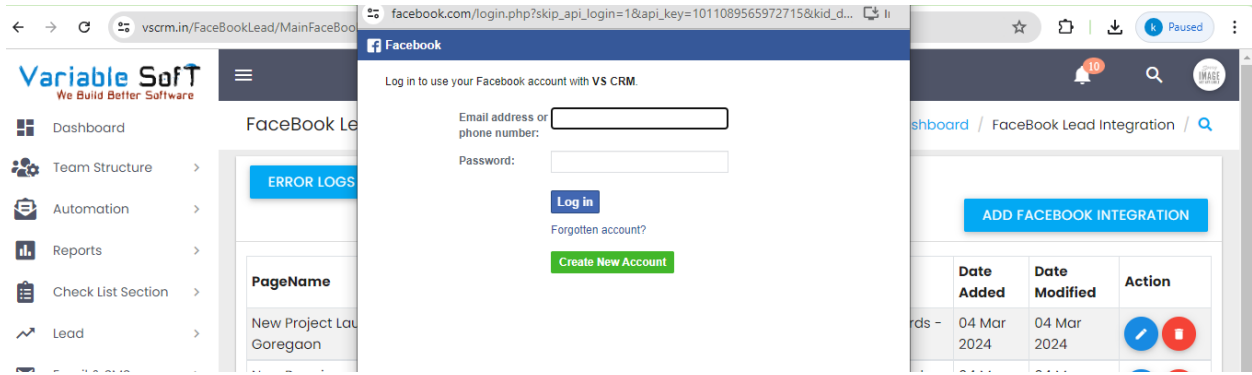 vscrm.in/FaceBookLead/MainFaceBoo
facebook.com/login.php?skip_api_login=1&api_key=1011089565972715&kid_d...
k Paused
Variable SofT
We Build Better Software
Facebook
10
Log in to use your Facebook account with VS CRM.
Dashboard
FaceBook Le
Email address or
phone number:
shboard / FaceBook Lead Integration /
Team Structure
Password:
ERROR LOGS
Log in
Automation
ADD FACEBOOK INTEGRATION
Forgotten account?
Reports
Create New Account
PageName
Date
Added
Date
Modified
Action
Check List Section
Lead
New Project Lau
Goregaon
rds -
04 Mar
2024
04 Mar
2024